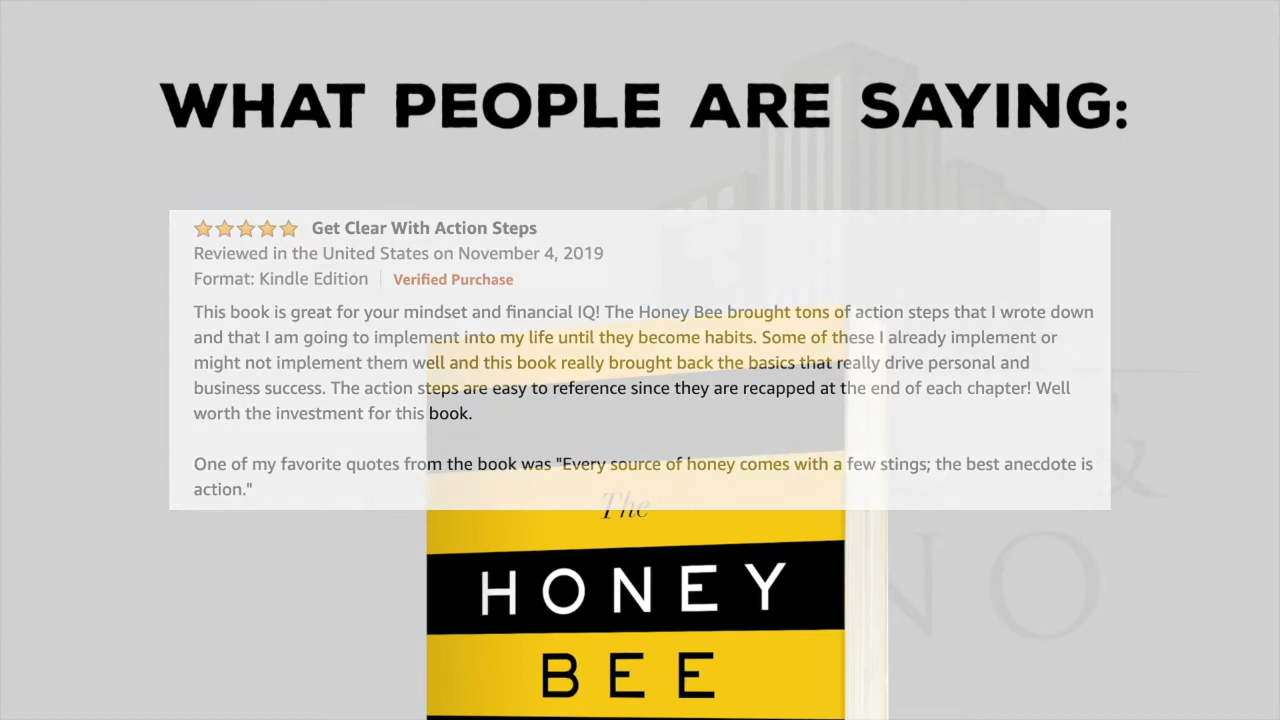 WHAT PEOPLE ARE SAYING:
Get Clear With Action Steps
Reviewed in the United States on November 4, 2019
Format: Kindle Edition | Verified Purchase
This book is great for your mindset and financial IQ! The Honey Bee brought tons of action steps that I wrote down
and that I am going to implement into my life until they become habits. Some of these I already implement or
might not implement them well and this book really brought back the basics that really drive personal and
business success. The action steps are easy to reference since they are recapped at the end of each chapter! Well
worth the investment for this book.
One of my favorite quotes from the book was "Every source of honey comes with a few stings; the best anecdote is
action."
The
HONEY
BEE